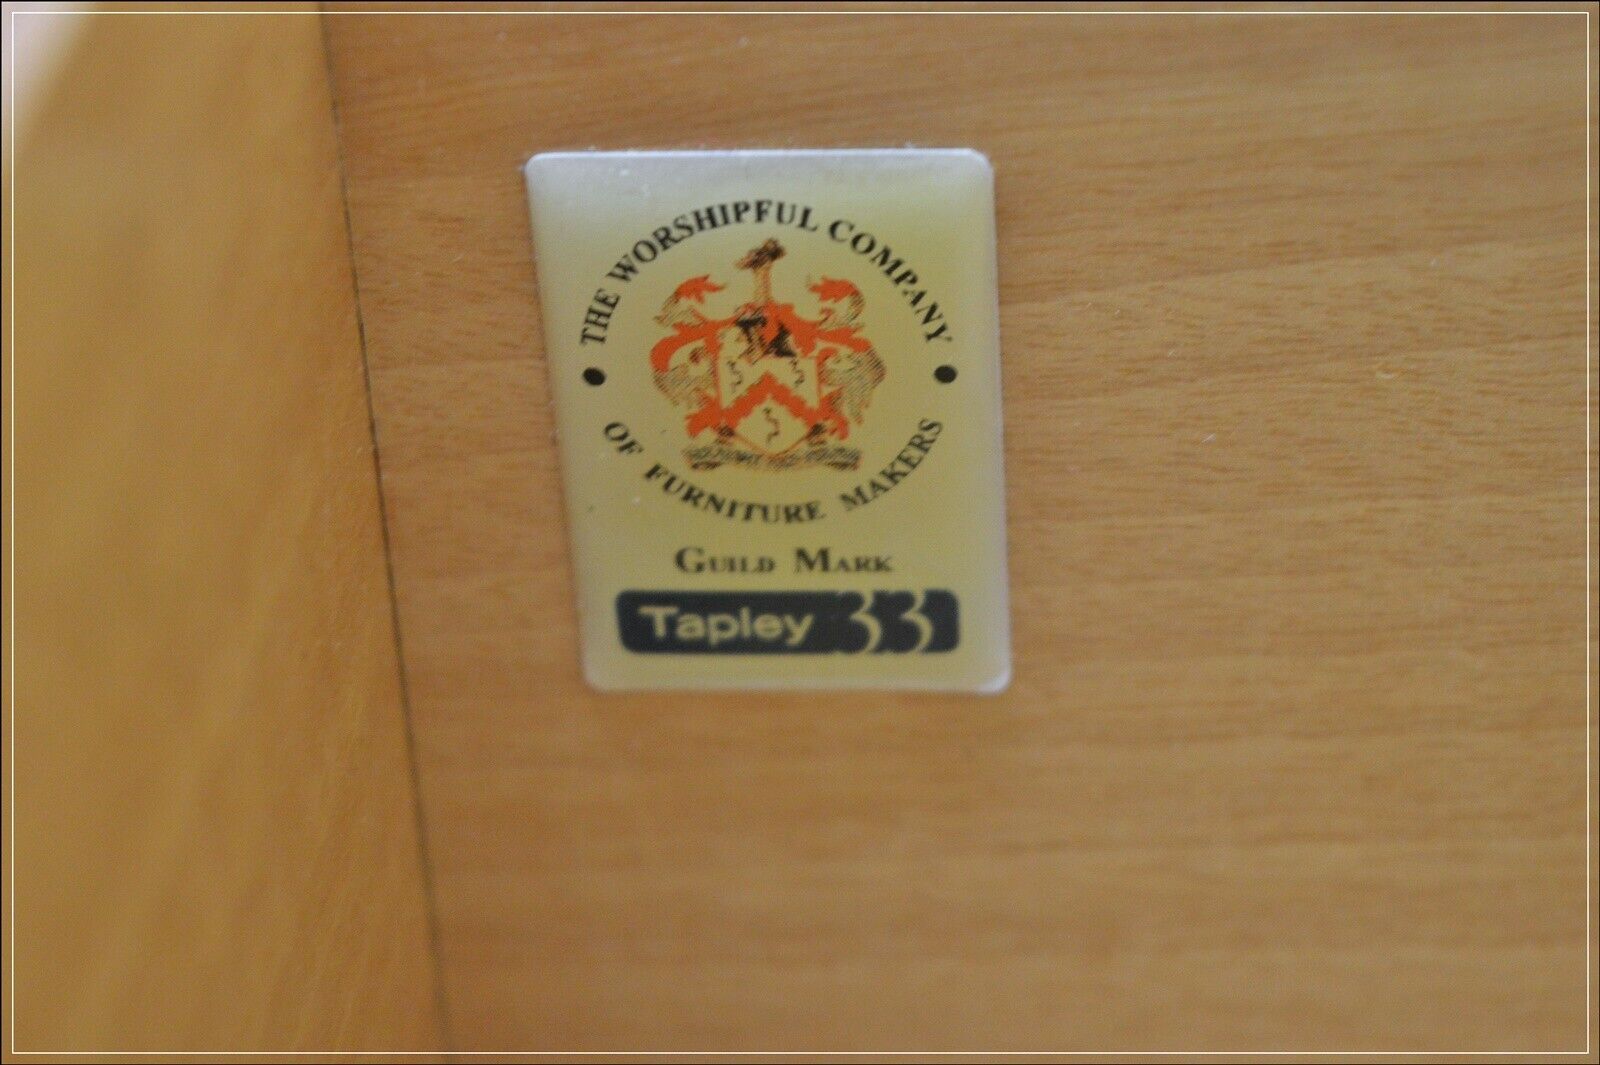 THE WORSHIPFUL COMPANY
OF FURNITURE MAKERS
GUILD MARK
Tapley 33